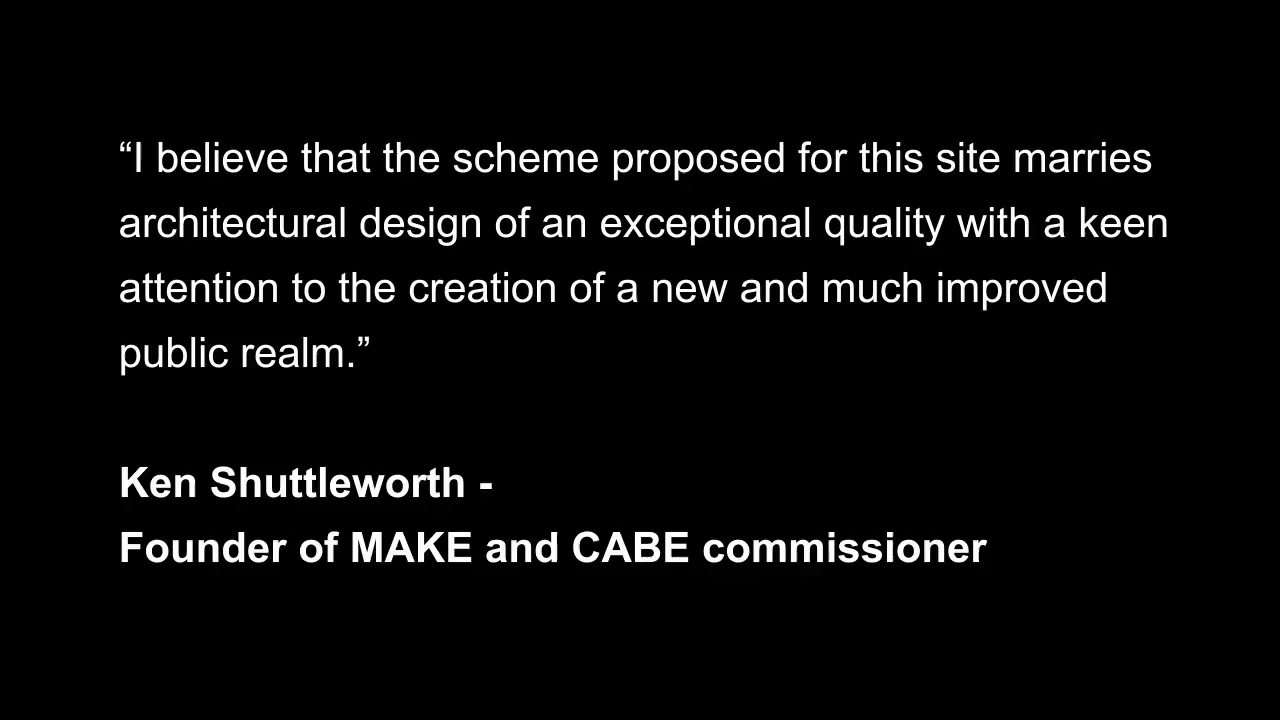 “I believe that the scheme proposed for this site marries
architectural design of an exceptional quality with a keen
attention to the creation of a new and much improved
public realm.”
Ken Shuttleworth -
Founder of MAKE and CABE commissioner